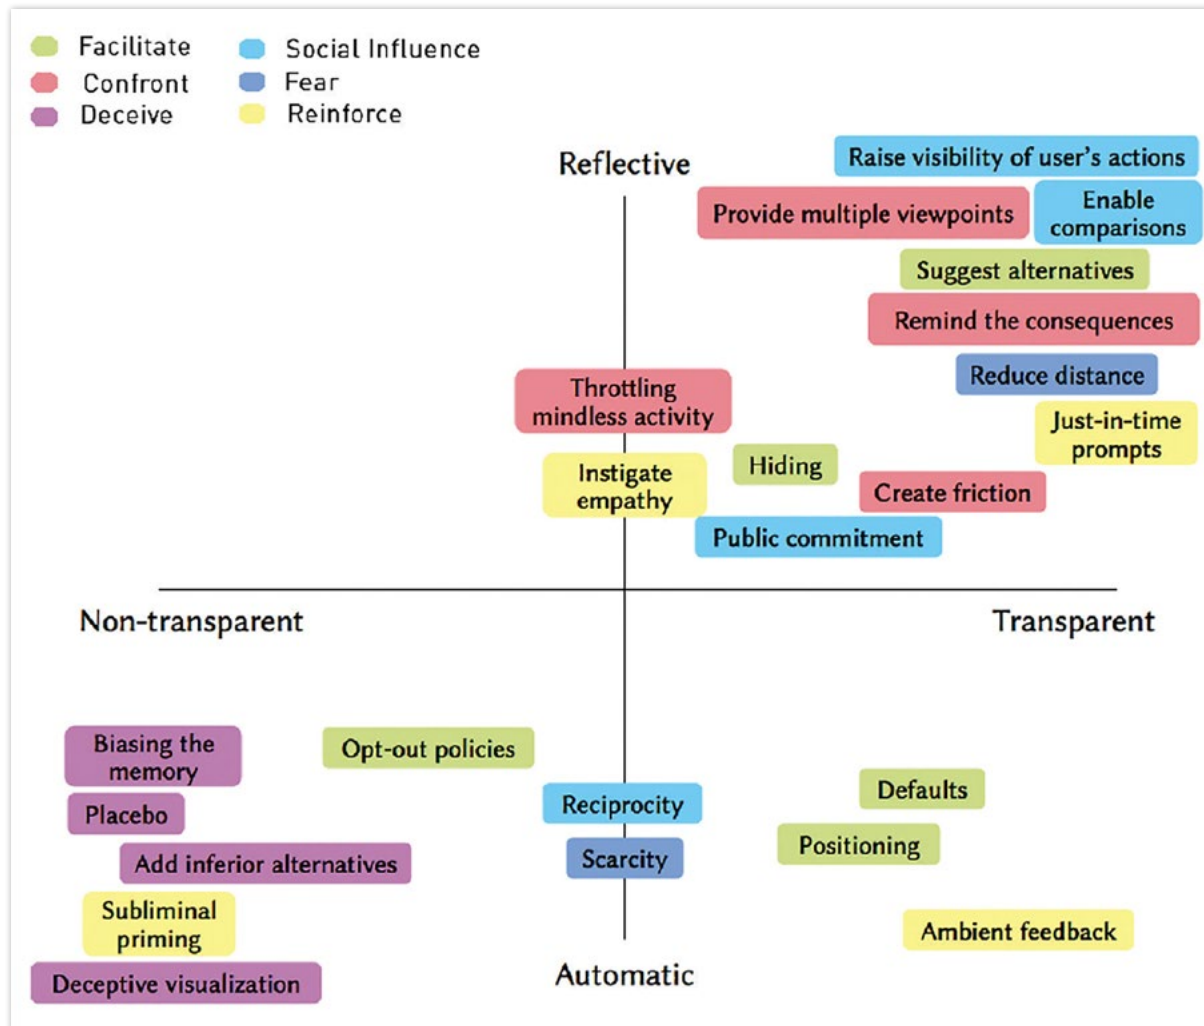 Facilitate
Confront
Deceive
Social Influence
Fear
Reinforce
Reflective
Raise visibility of user's actions
Provide multiple viewpoints
Enable
comparisons
Suggest alternatives
Remind the consequences
Reduce distance
Throttling
mindless activity
Just-in-time
prompts
Hiding
Instigate
empathy
Create friction
Public commitment
Non-transparent
Transparent
Biasing the
memory
Opt-out policies
Defaults
Placebo
Reciprocity
Positioning
Add inferior alternatives
Scarcity
Subliminal
priming
Ambient feedback
Deceptive visualization
Automatic